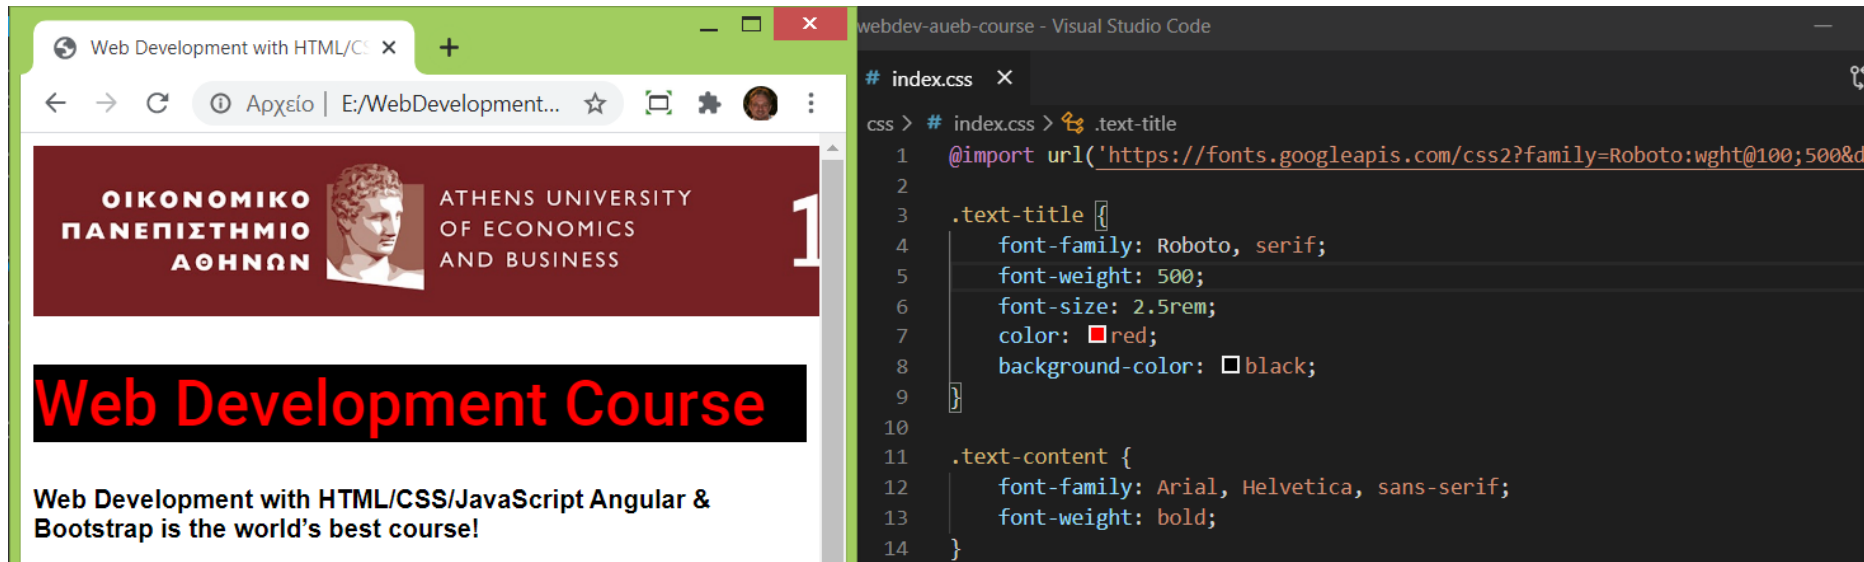 Web Development with HTML/CS
Αρχείο | E:/WebDevelopment...
ΟΙΚΟΝΟΜΙΚΟ
ΠΑΝΕΠΙΣΤΗΜΙΟ
ΑΘΗΝΩΝ
ATHENS UNIVERSITY
OF ECONOMICS
AND BUSINESS
1
Web Development Course
Web Development with HTML/CSS/JavaScript Angular &
Bootstrap is the world’s best course!
webdev-aueb-course - Visual Studio Code
# index.css
css > # index.css > .text-title
1 @import url('https://fonts.googleapis.com/css2?family=Roboto:wght@100;500&d
2
3 .text-title {
4 font-family: Roboto, serif;
5 font-weight: 500;
6 font-size: 2.5rem;
7 color: red;
8 background-color: black;
9 }
10
11 .text-content {
12 font-family: Arial, Helvetica, sans-serif;
13 font-weight: bold;
14 }